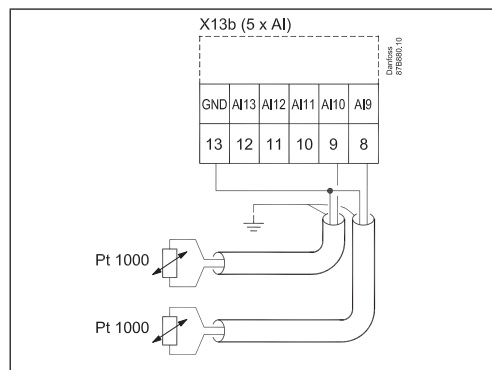 X13b (5 x AI)
Danfoss
87B880.10
GND AI13 AI12 AI11 AI10 AI9
13 12 11 10 9 8
Pt 1000
Pt 1000